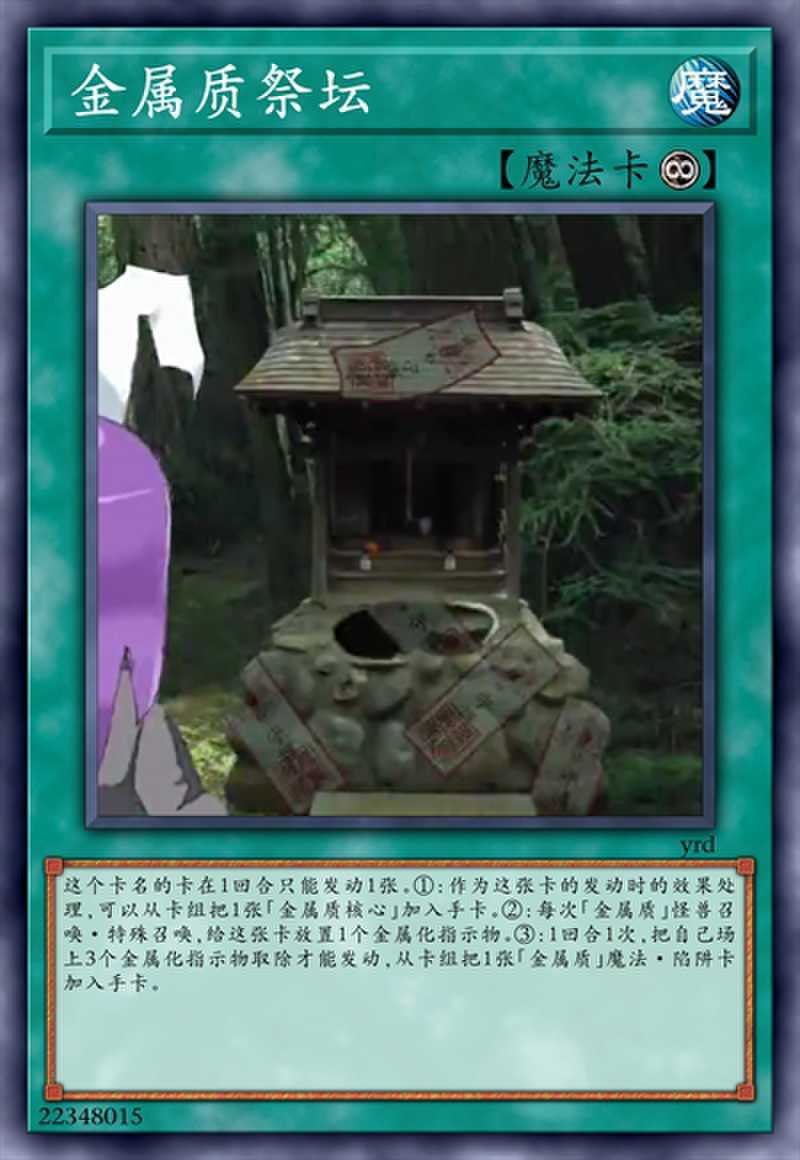 金属质祭坛 魔
【魔法卡♾】
yrd
这个卡名的卡在1回合只能发动1张。①:作为这张卡的发动时的效果处
理,可以从卡组把1张「金属质核心」加入手卡。②:每次「金属质」怪兽召
唤·特殊召唤,给这张卡放置1个金属化指示物。③:1回合1次,把自己场
上3个金属化指示物取除才能发动,从卡组把1张「金属质」魔法·陷阱卡
加入手卡。
22348015